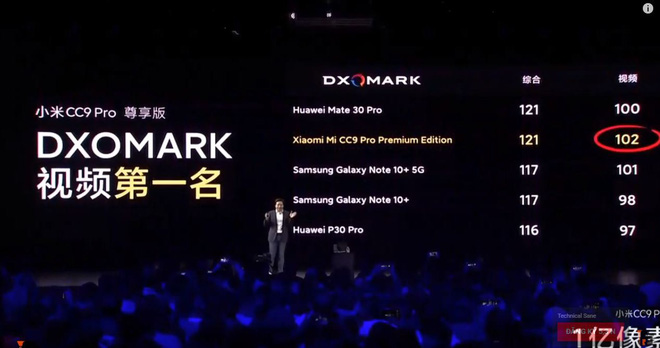 DXOMARK 综合 视频
小米CC9 Pro 尊享版
DXOMARK
视频第一名
Huawei Mate 30 Pro 121 100
Xiaomi Mi CC9 Pro Premium Edition 121 102
Samsung Galaxy Note 10+ 5G 117 101
Samsung Galaxy Note 10+ 117 98
Huawei P30 Pro 116 97
Technical Sane
小米CC9 Pro
1亿像素